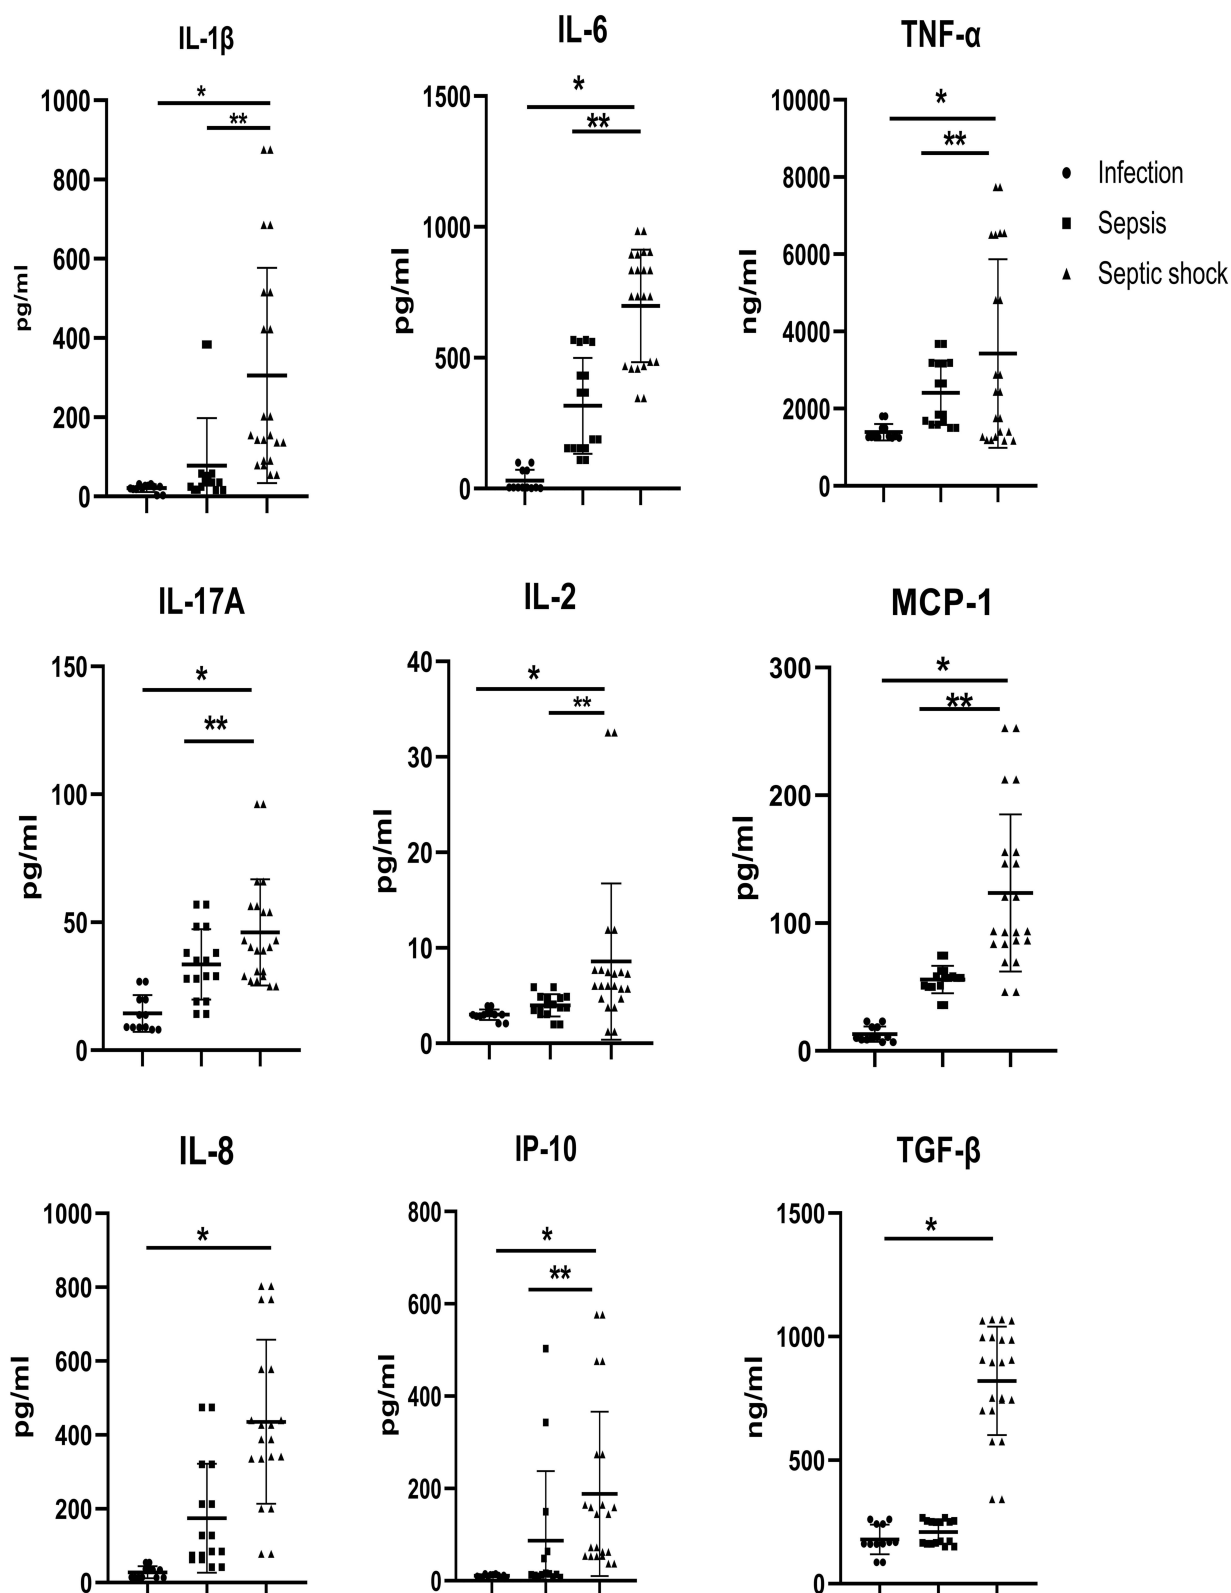 IL-1β
*
**
1000
800
600
400
200
0
pg/ml
IL-6
*
**
1500
1000
500
0
pg/ml
TNF-α
*
**
10000
8000
6000
4000
2000
0
ng/ml
Infection
Sepsis
Septic shock
IL-17A
*
**
150
100
50
0
pg/ml
IL-2
*
**
40
30
20
10
0
pg/ml
MCP-1
*
**
300
200
100
0
pg/ml
IL-8
*
1000
800
600
400
200
0
pg/ml
IP-10
*
**
800
600
400
200
0
pg/ml
TGF-β
*
1500
1000
500
0
ng/ml